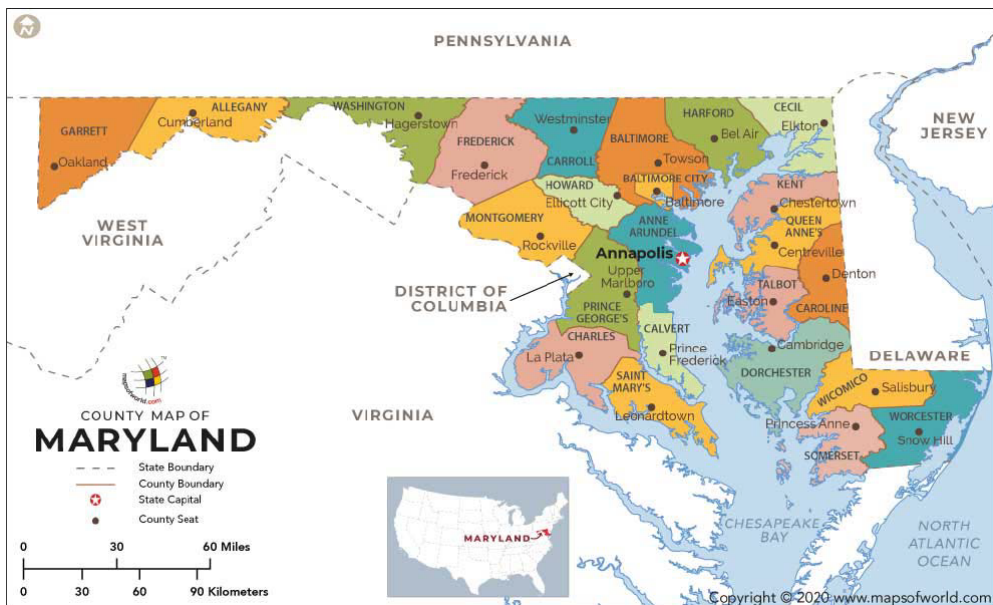 PENNSYLVANIA
NEW
JERSEY
WEST
VIRGINIA
DISTRICT OF
COLUMBIA
VIRGINIA
DELAWARE
GARRETT
Oakland
ALLEGANY
Cumberland
WASHINGTON
Hagerstown
FREDERICK
Frederick
Westminster
CARROLL
BALTIMORE
Towson
BALTIMORE CITY
Baltimore
HARFORD
Bel Air
CECIL
Elkton
HOWARD
Ellicott City
MONTGOMERY
Rockville
ANNE
ARUNDEL
Annapolis
KENT
Chestertown
QUEEN
ANNE'S
Centreville
Upper
Marlboro
PRINCE
GEORGE'S
TALBOT
Easton
Denton
CAROLINE
CHARLES
La Plata
CALVERT
Prince
Frederick
SAINT
MARY'S
Leonardtown
Cambridge
DORCHESTER
WICOMICO
Salisbury
Princess Anne
SOMERSET
WORCESTER
Snow Hill
mapsofworld.com
COUNTY MAP OF
MARYLAND
State Boundary
County Boundary
State Capital
County Seat
0 30 60 Miles
0 30 60 90 Kilometers
MARYLAND
CHESAPEAKE
BAY
NORTH
ATLANTIC
OCEAN
Copyright © 2020 www.mapsofworld.com